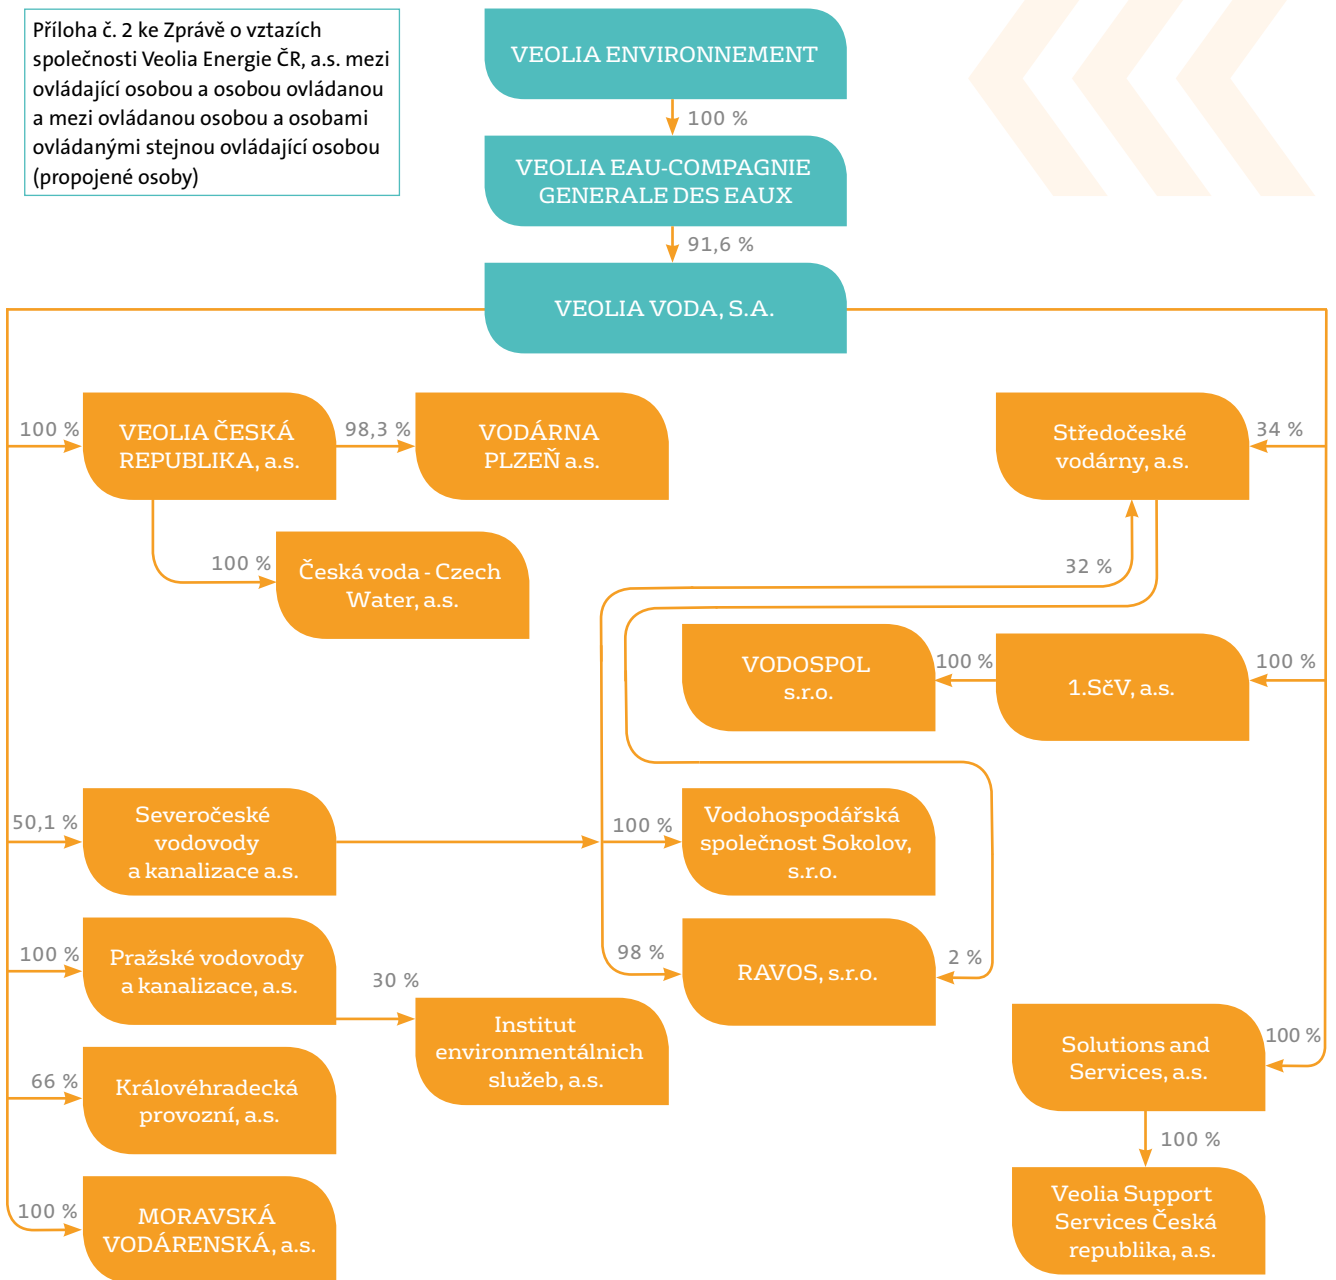 Příloha č. 2 ke Zprávě o vztazích
společnosti Veolia Energie ČR, a.s. mezi
ovládající osobou a osobou ovládanou
a mezi ovládanou osobou a osobami
ovládanými stejnou ovládající osobou
(propojené osoby)
VEOLIA ENVIRONNEMENT
100 %
VEOLIA EAU-COMPAGNIE
GENERALE DES EAUX
91,6 %
VEOLIA VODA, S.A.
100 %
VEOLIA ČESKÁ
REPUBLIKA, a.s.
98,3 %
VODÁRNA
PLZEŇ a.s.
Středočeské
vodárny, a.s.
34 %
100 %
Česká voda - Czech
Water, a.s.
32 %
VODOSPOL
s.r.o.
100 %
1.SčV, a.s.
100 %
50,1 %
Severočeské
vodovody
a kanalizace a.s.
100 %
Vodohospodářská
společnost Sokolov,
s.r.o.
100 %
Pražské vodovody
a kanalizace, a.s.
30 %
Institut
environmentálnich
služeb, a.s.
98 %
RAVOS, s.r.o.
2 %
66 %
Královéhradecká
provozní, a.s.
Solutions and
Services, a.s.
100 %
100 %
100 %
MORAVSKÁ
VODÁRENSKÁ, a.s.
Veolia Support
Services Česká
republika, a.s.